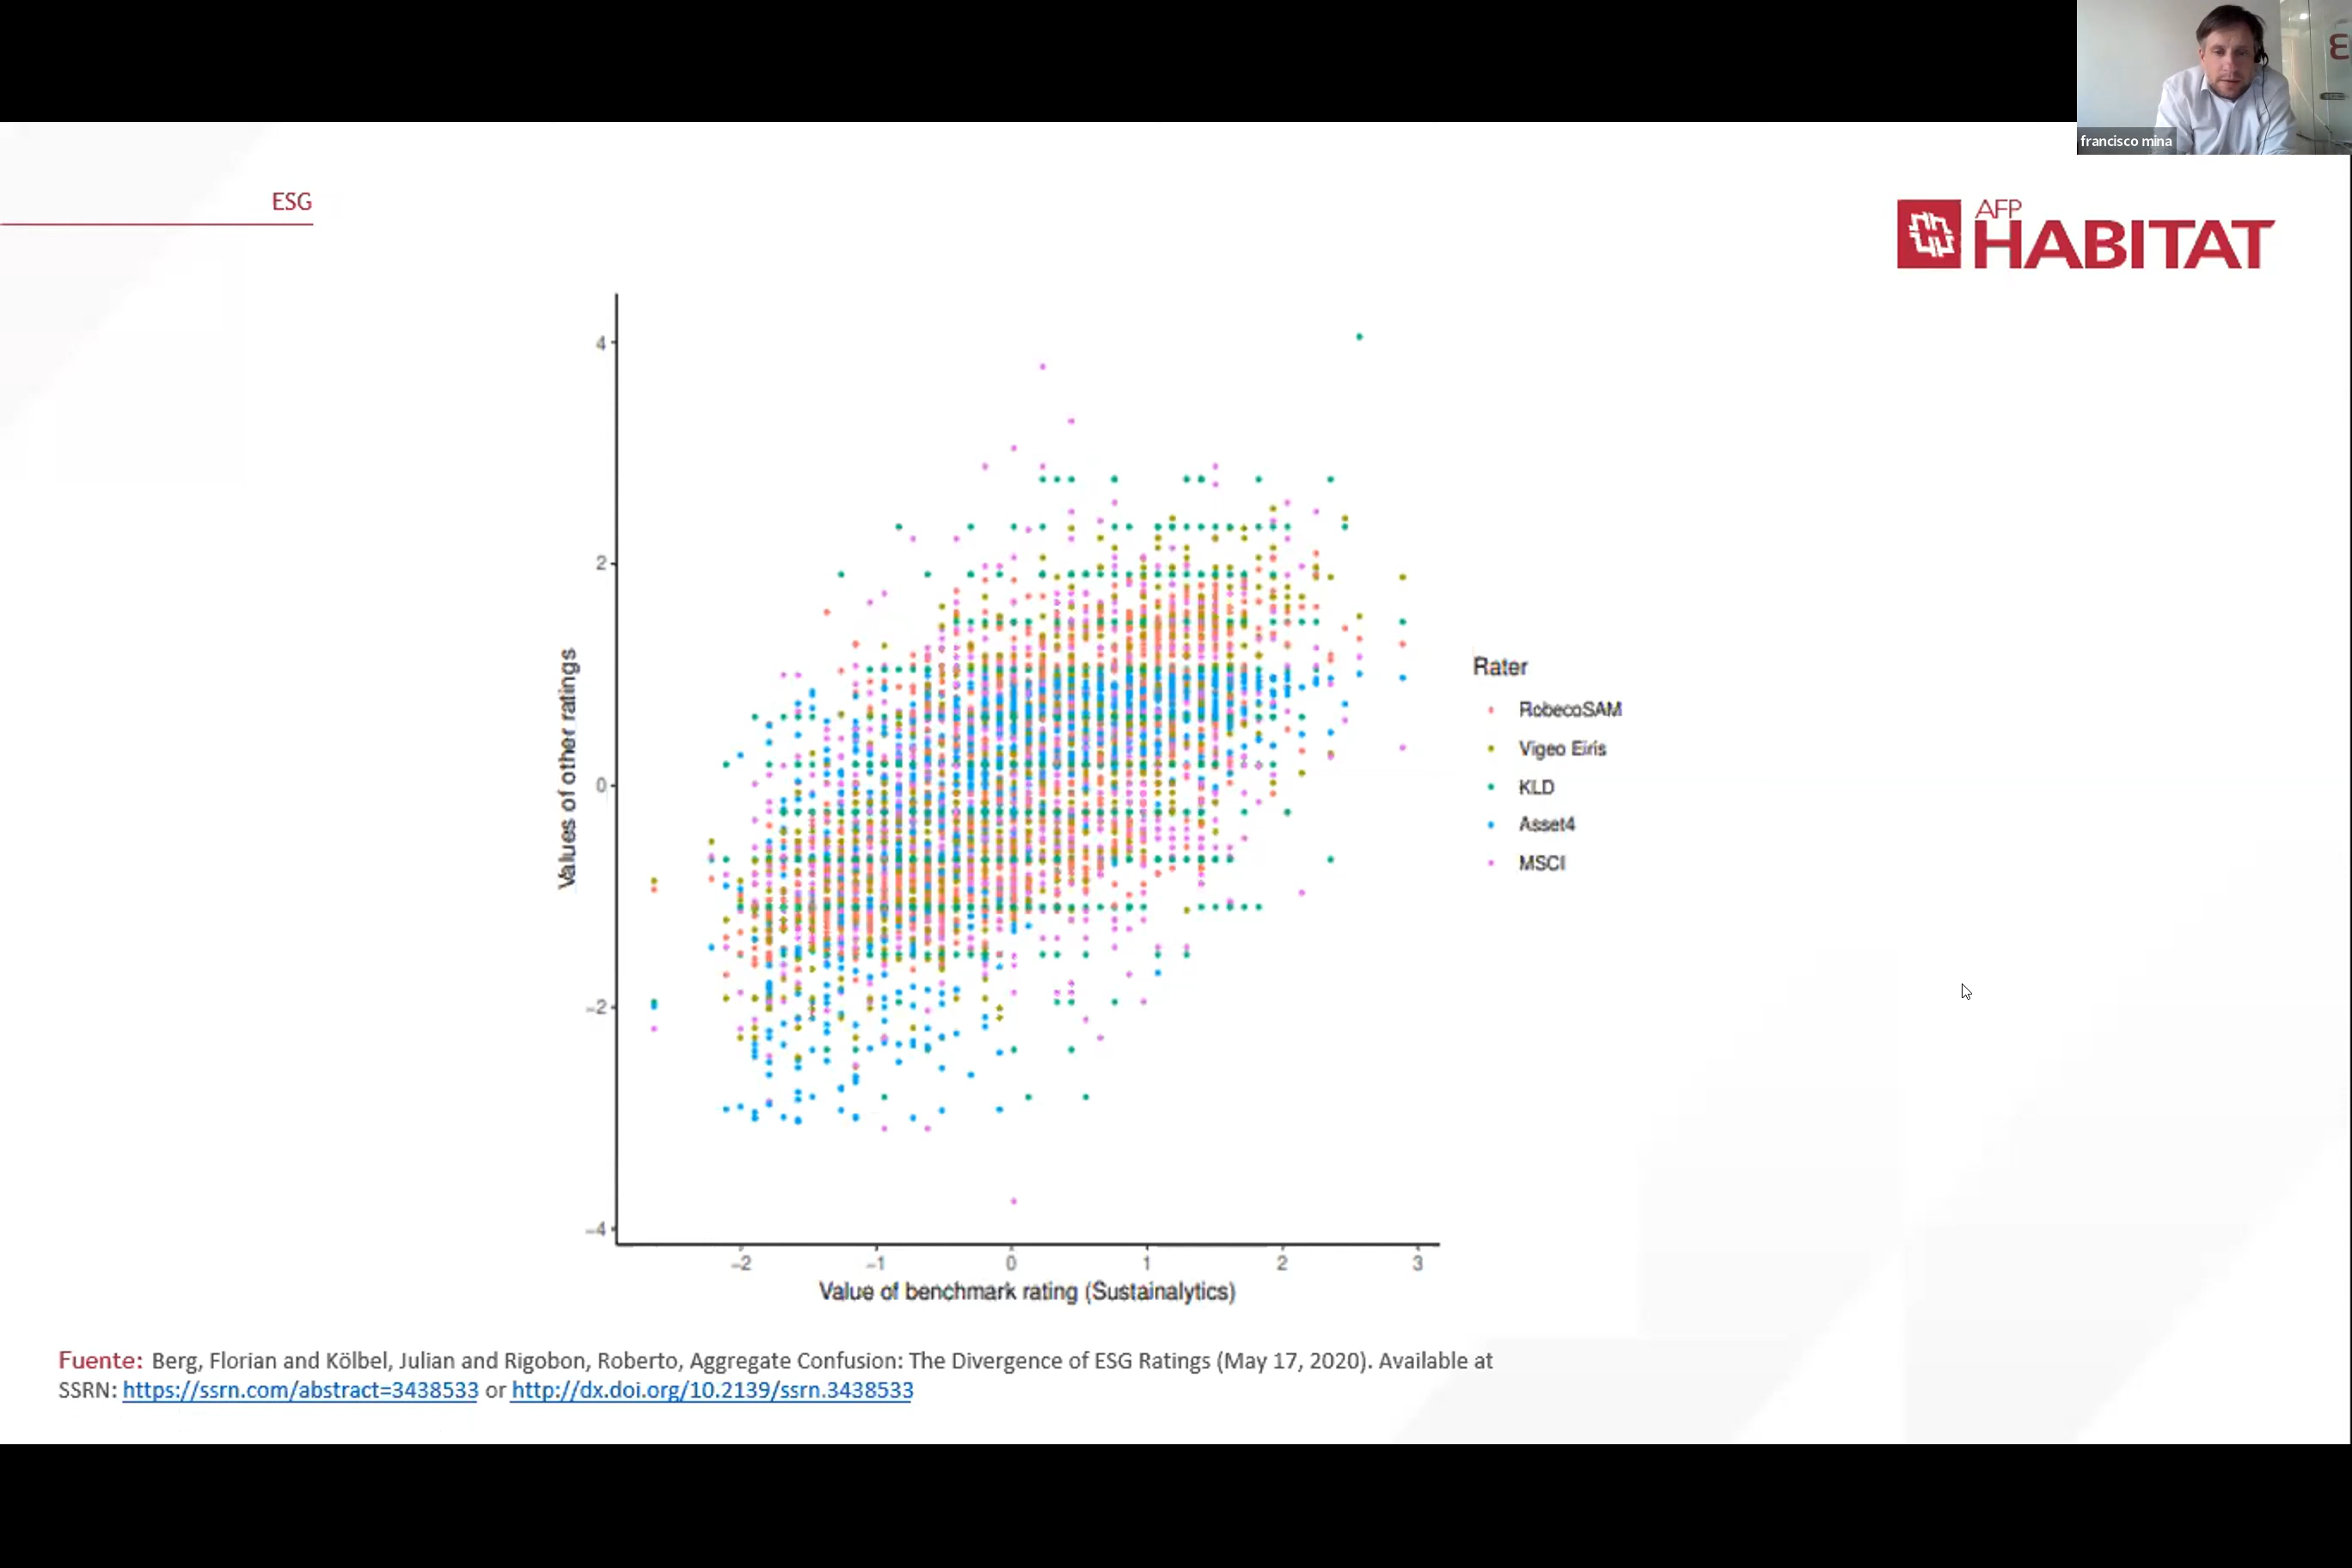 francisco mina
ESG
AFP
HABITAT
4
2
0
-2
-4
Values of other ratings
-2 -1 0 1 2 3
Value of benchmark rating (Sustainalytics)
Rater
RobecoSAM
Vigeo Eiris
KLD
Asset4
MSCI
Fuente: Berg, Florian and Kölbel, Julian and Rigobon, Roberto, Aggregate Confusion: The Divergence of ESG Ratings (May 17, 2020). Available at
SSRN: https://ssrn.com/abstract=3438533 or http://dx.doi.org/10.2139/ssrn.3438533